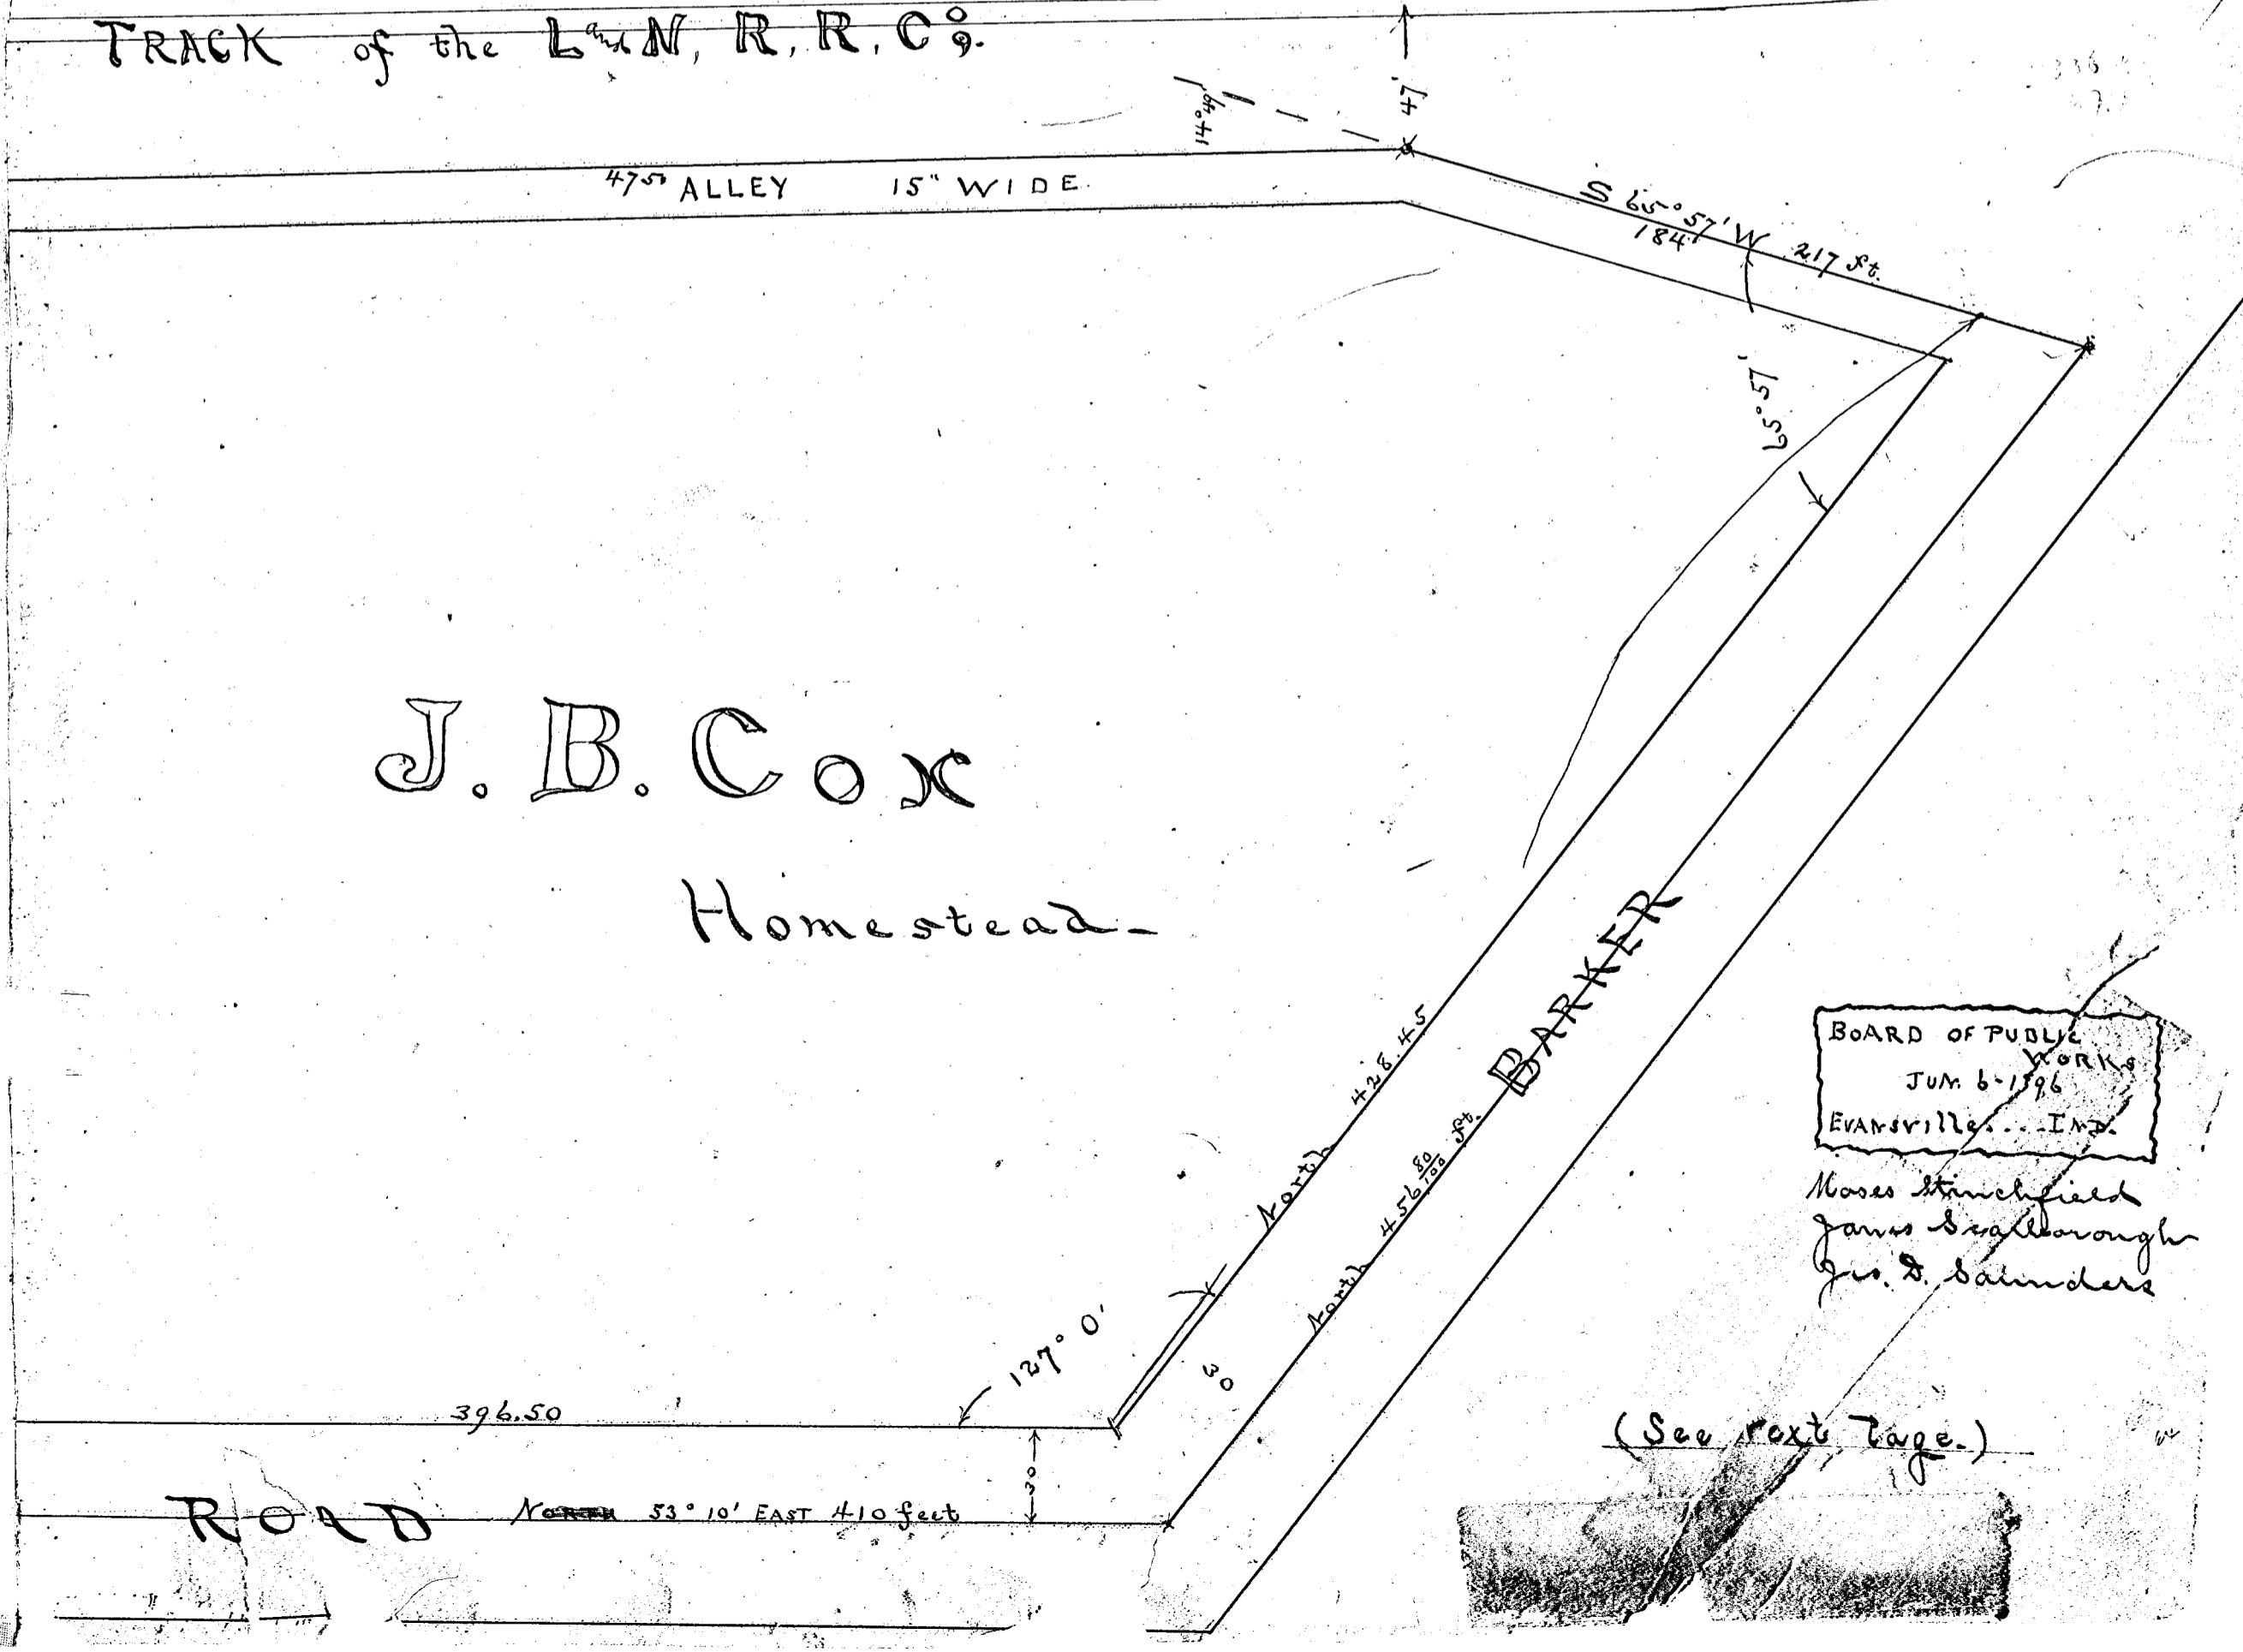 TRACK of the L and N, R. R. Co.
47'
14° 49'
47⁵⁰ ALLEY 15" WIDE.
S 65° 57' W 217 ft.
184'
65° 57'
J. B. Cox
Homestead-
North 428.45
BARKER
North 456 80/100 ft.
30
BOARD OF PUBLIC
WORKS
JUN. 6-1896
EVANSVILLE....IND.
Moses Stinchfield
James Scarborough
Jas. D. Saunders
127° 0'
396.50
30
(See next Page.)
ROAD NORTH 53° 10' EAST 410 feet